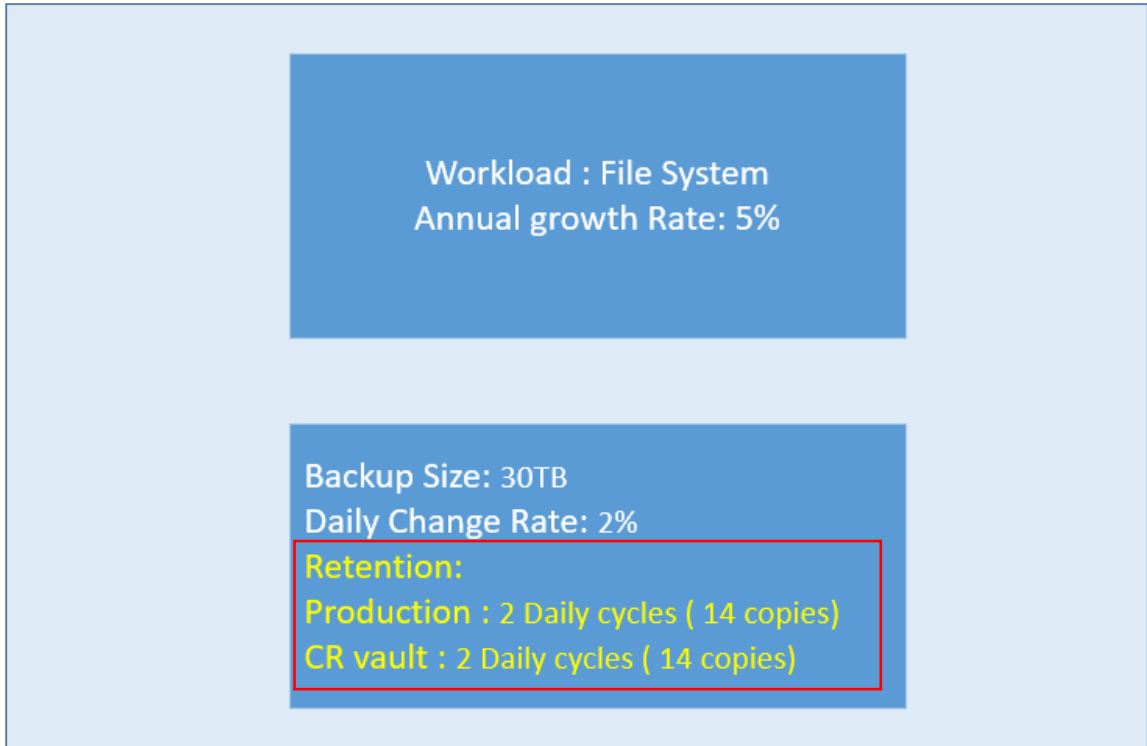 Workload : File System
Annual growth Rate: 5%
Backup Size: 30TB
Daily Change Rate: 2%
Retention:
Production : 2 Daily cycles ( 14 copies)
CR vault : 2 Daily cycles ( 14 copies)